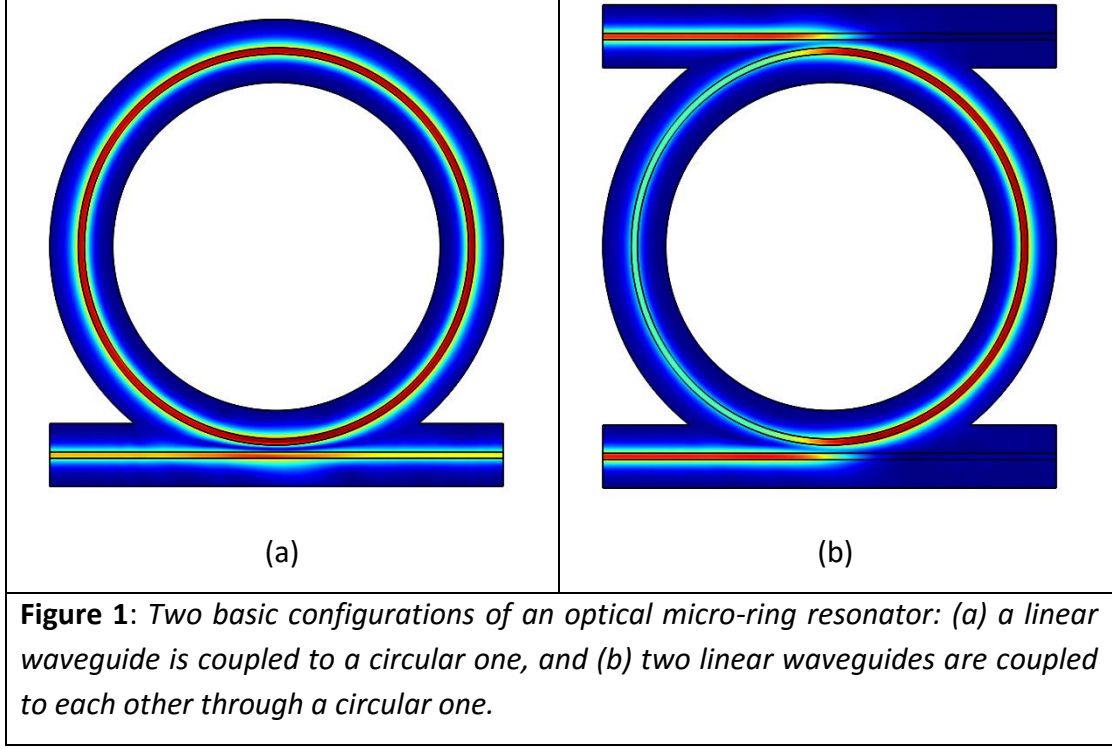 (a)
(b)
Figure 1: Two basic configurations of an optical micro-ring resonator: (a) a linear
waveguide is coupled to a circular one, and (b) two linear waveguides are coupled
to each other through a circular one.